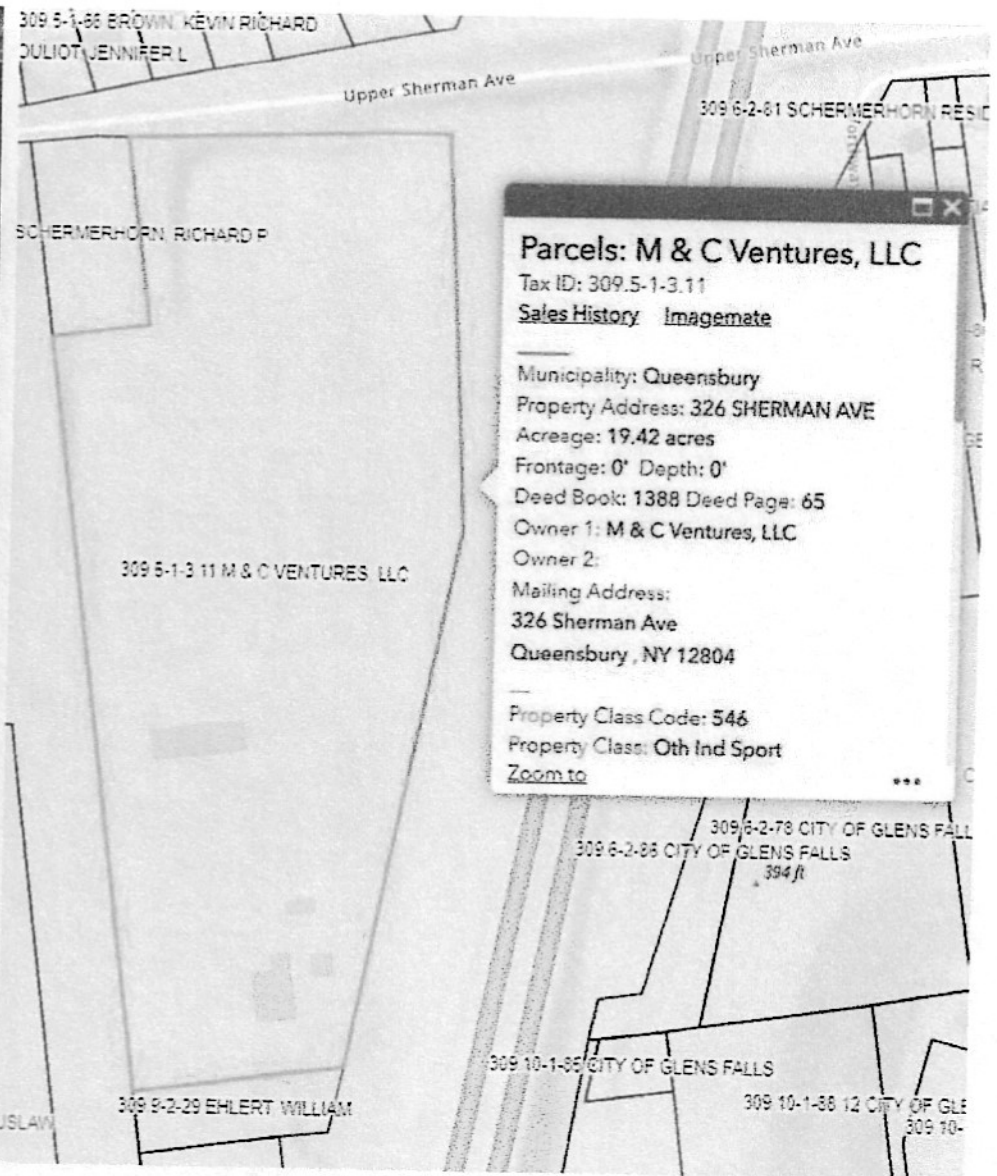 309 5-1-66 BROWN, KEVIN RICHARD
OULIOT JENNIFER L
Upper Sherman Ave
Upper Sherman Ave
309 6-2-81 SCHERMERHORN RESID
SCHERMERHORN, RICHARD P
Parcels: M & C Ventures, LLC
Tax ID: 309.5-1-3.11
Sales History Imagemate
Municipality: Queensbury
Property Address: 326 SHERMAN AVE
Acreage: 19.42 acres
Frontage: 0' Depth: 0'
Deed Book: 1388 Deed Page: 65
Owner 1: M & C Ventures, LLC
Owner 2:
Mailing Address:
326 Sherman Ave
Queensbury , NY 12804
Property Class Code: 546
Property Class: Oth Ind Sport
Zoom to
309 5-1-3 11 M & C VENTURES, LLC
309 6-2-78 CITY OF GLENS FALL
309 6-2-86 CITY OF GLENS FALLS
394 ft
309 10-1-85 CITY OF GLENS FALLS
309 9-2-29 EHLERT, WILLIAM
309 10-1-88 12 CITY OF GLE
309 10-
USLAW